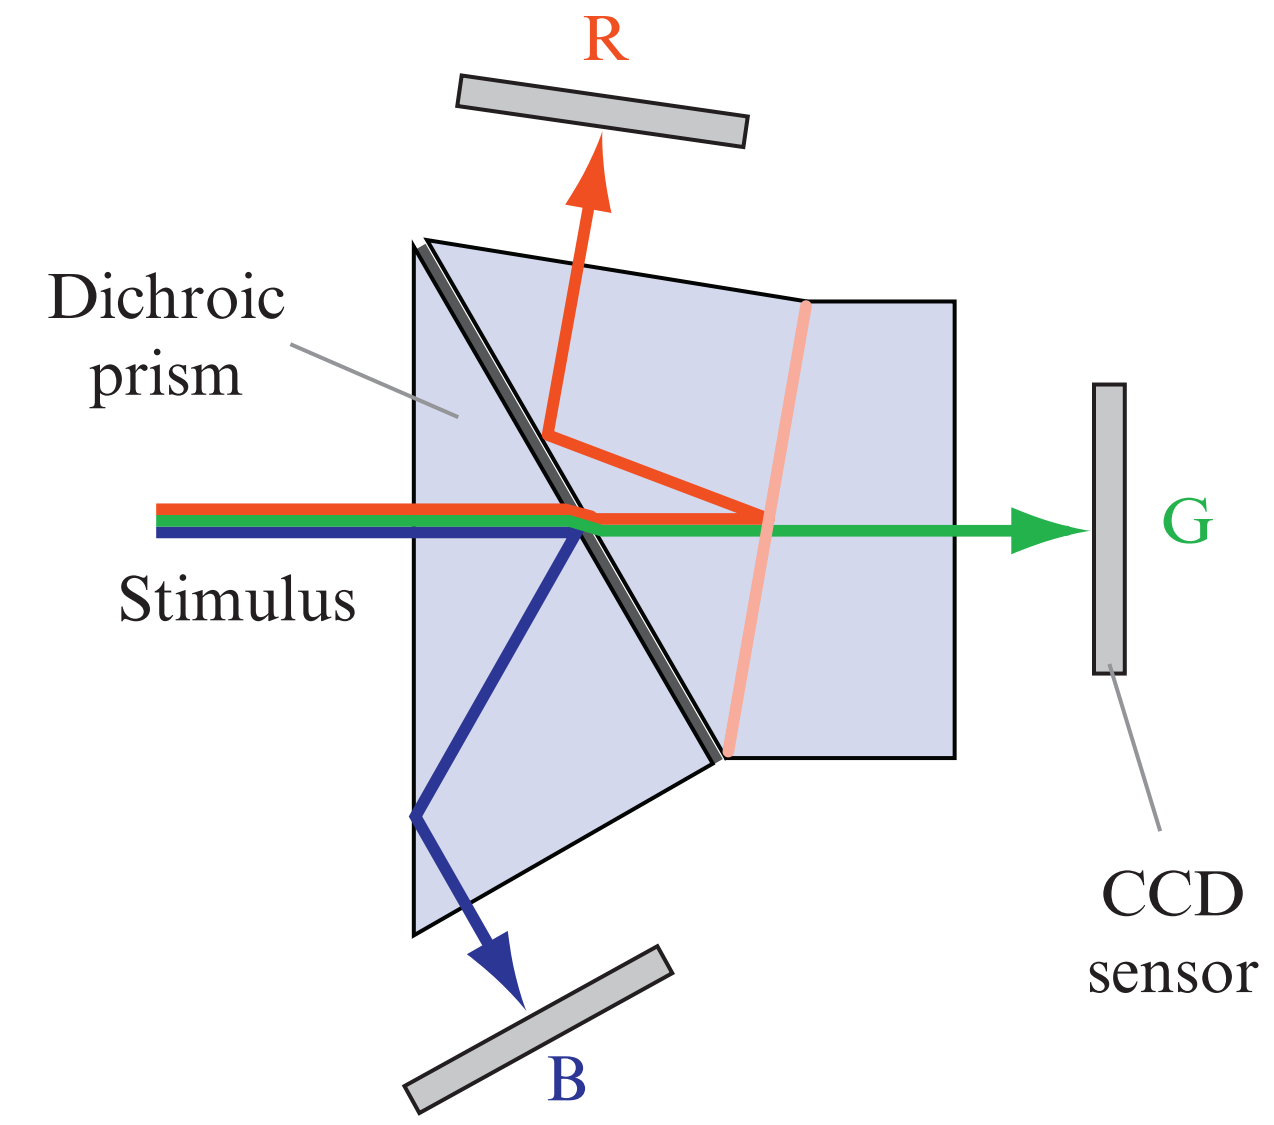 R
Dichroic
prism
G
Stimulus
CCD
sensor
B